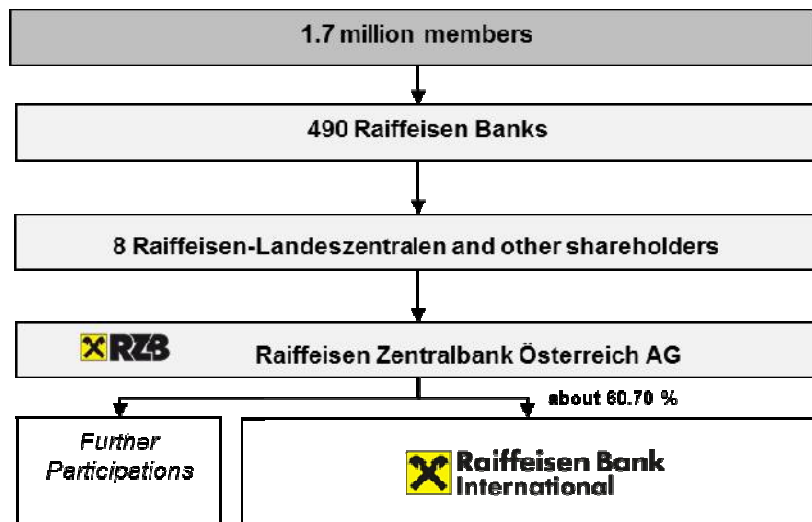 1.7 million members
490 Raiffeisen Banks
8 Raiffeisen-Landeszentralen and other shareholders
RZB
Raiffeisen Zentralbank Österreich AG
about 60.70 %
Further
Participations
Raiffeisen Bank
International